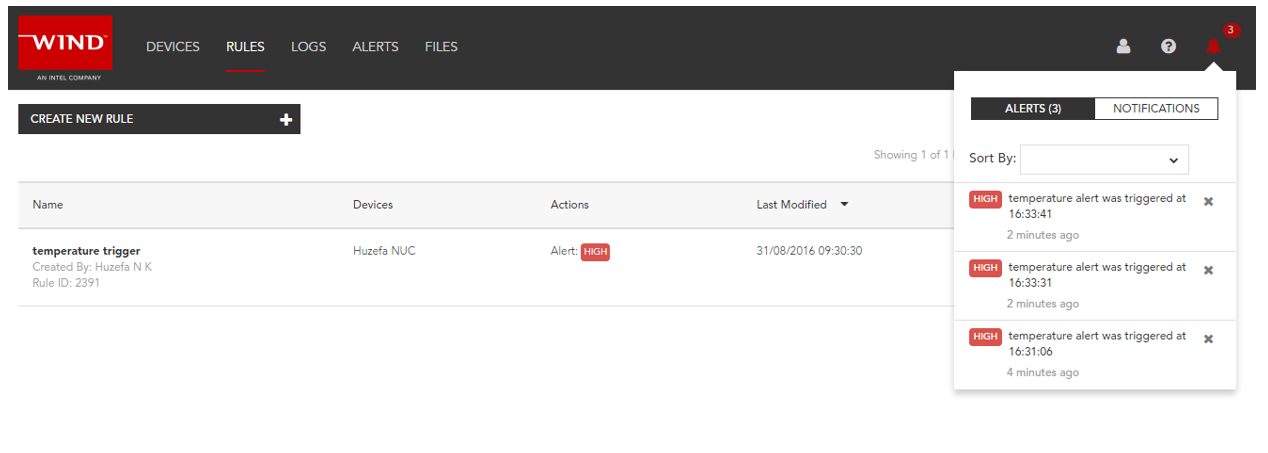 WIND
AN INTEL COMPANY
DEVICES RULES LOGS ALERTS FILES
3
CREATE NEW RULE
ALERTS (3) NOTIFICATIONS
Showing 1 of 1
Sort By:
Name Devices Actions Last Modified
temperature trigger Huzefa NUC Alert: HIGH 31/08/2016 09:30:30
Created By: Huzefa N K
Rule ID: 2391
HIGH temperature alert was triggered at
16:33:41
2 minutes ago
HIGH temperature alert was triggered at
16:33:31
2 minutes ago
HIGH temperature alert was triggered at
16:31:06
4 minutes ago